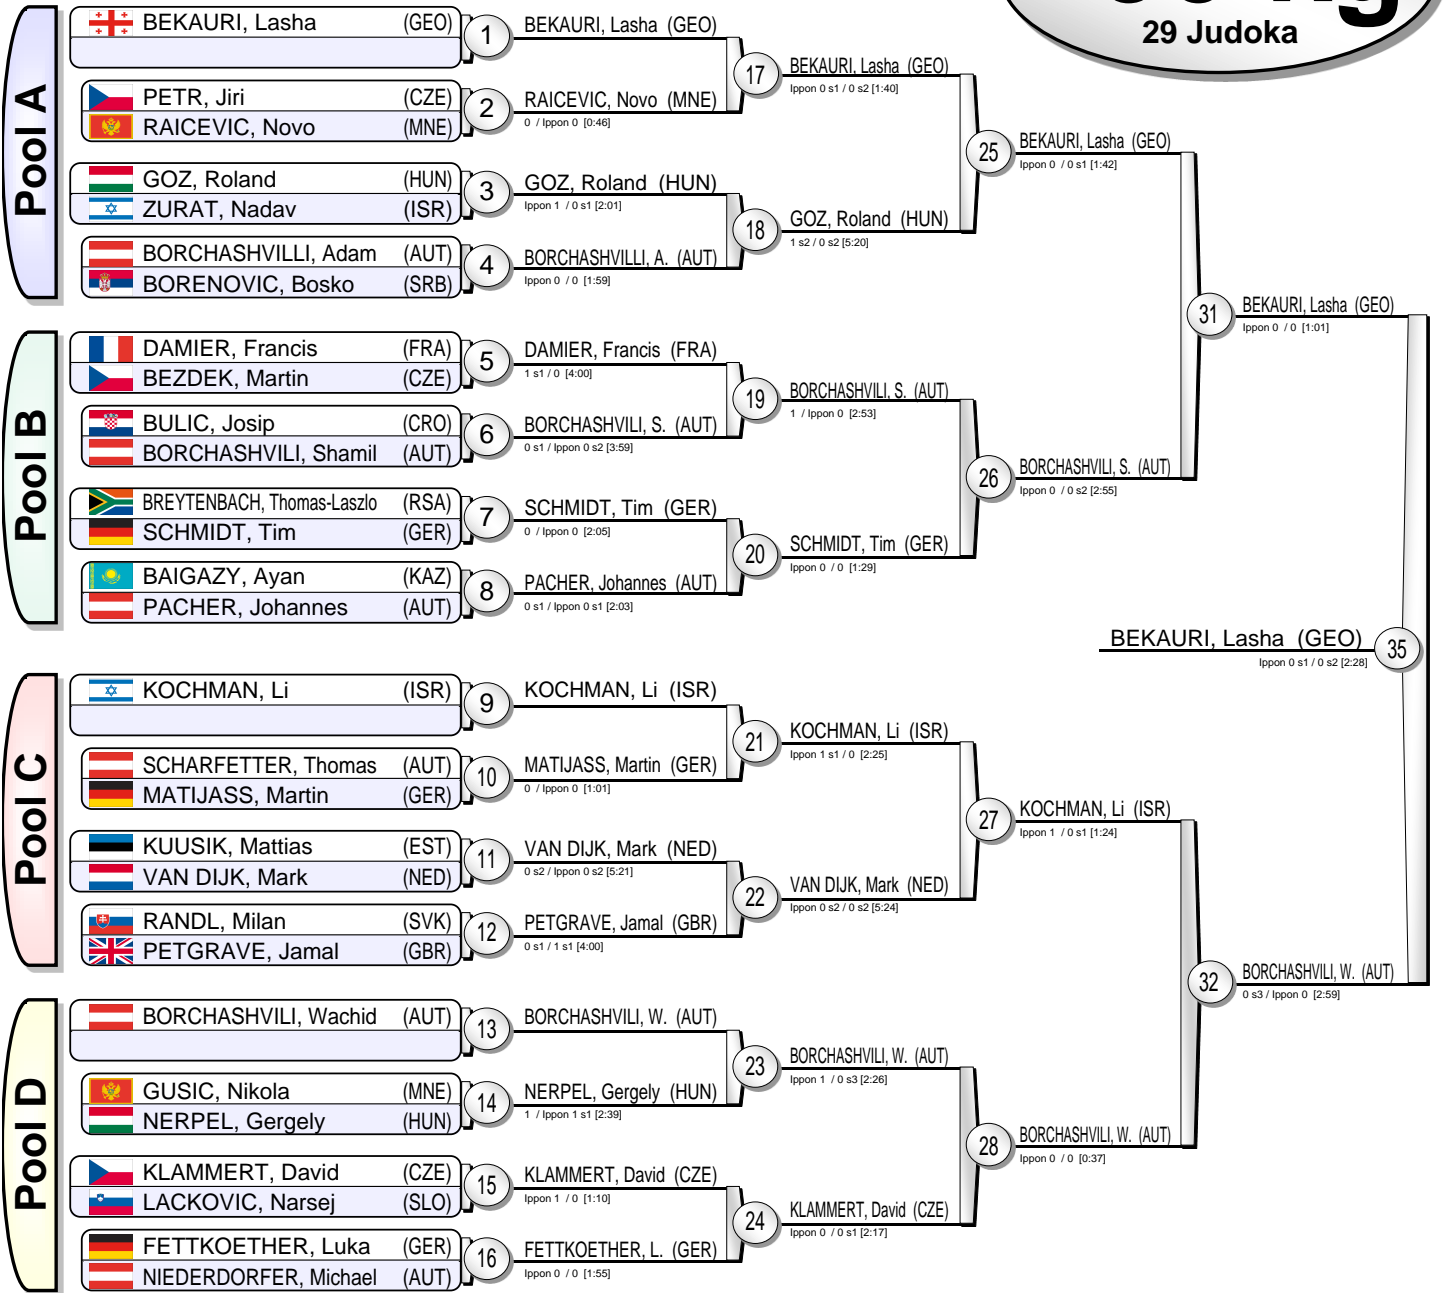 29 Judoka
Pool A
BEKAURI, Lasha (GEO)
PETR, Jiri (CZE)
RAICEVIC, Novo (MNE)
GOZ, Roland (HUN)
ZURAT, Nadav (ISR)
BORCHASHVILLI, Adam (AUT)
BORENOVIC, Bosko (SRB)
Pool B
DAMIER, Francis (FRA)
BEZDEK, Martin (CZE)
BULIC, Josip (CRO)
BORCHASHVILI, Shamil (AUT)
BREYTENBACH, Thomas-Laszlo (RSA)
SCHMIDT, Tim (GER)
BAIGAZY, Ayan (KAZ)
PACHER, Johannes (AUT)
Pool C
KOCHMAN, Li (ISR)
SCHARFETTER, Thomas (AUT)
MATIJASS, Martin (GER)
KUUSIK, Mattias (EST)
VAN DIJK, Mark (NED)
RANDL, Milan (SVK)
PETGRAVE, Jamal (GBR)
Pool D
BORCHASHVILI, Wachid (AUT)
GUSIC, Nikola (MNE)
NERPEL, Gergely (HUN)
KLAMMERT, David (CZE)
LACKOVIC, Narsej (SLO)
FETTKOETHER, Luka (GER)
NIEDERDORFER, Michael (AUT)
1
BEKAURI, Lasha (GEO)
2
RAICEVIC, Novo (MNE)
0 / Ippon 0 [0:46]
3
GOZ, Roland (HUN)
Ippon 1 / 0 s1 [2:01]
4
BORCHASHVILLI, A. (AUT)
Ippon 0 / 0 [1:59]
5
DAMIER, Francis (FRA)
1 s1 / 0 [4:00]
6
BORCHASHVILI, S. (AUT)
0 s1 / Ippon 0 s2 [3:59]
7
SCHMIDT, Tim (GER)
0 / Ippon 0 [2:05]
8
PACHER, Johannes (AUT)
0 s1 / Ippon 0 s1 [2:03]
9
KOCHMAN, Li (ISR)
10
MATIJASS, Martin (GER)
0 / Ippon 0 [1:01]
11
VAN DIJK, Mark (NED)
0 s2 / Ippon 0 s2 [5:21]
12
PETGRAVE, Jamal (GBR)
0 s1 / 1 s1 [4:00]
13
BORCHASHVILI, W. (AUT)
14
NERPEL, Gergely (HUN)
1 / Ippon 1 s1 [2:39]
15
KLAMMERT, David (CZE)
Ippon 1 / 0 [1:10]
16
FETTKOETHER, L. (GER)
Ippon 0 / 0 [1:55]
17
BEKAURI, Lasha (GEO)
Ippon 0 s1 / 0 s2 [1:40]
18
GOZ, Roland (HUN)
1 s2 / 0 s2 [5:20]
19
BORCHASHVILI, S. (AUT)
1 / Ippon 0 [2:53]
20
SCHMIDT, Tim (GER)
Ippon 0 / 0 [1:29]
21
KOCHMAN, Li (ISR)
Ippon 1 s1 / 0 [2:25]
22
VAN DIJK, Mark (NED)
Ippon 0 s2 / 0 s2 [5:24]
23
BORCHASHVILI, W. (AUT)
Ippon 1 / 0 s3 [2:26]
24
KLAMMERT, David (CZE)
Ippon 0 / 0 s1 [2:17]
25
BEKAURI, Lasha (GEO)
Ippon 0 / 0 s1 [1:42]
26
BORCHASHVILI, S. (AUT)
Ippon 0 / 0 s2 [2:55]
27
KOCHMAN, Li (ISR)
Ippon 1 / 0 s1 [1:24]
28
BORCHASHVILI, W. (AUT)
Ippon 0 / 0 [0:37]
31
BEKAURI, Lasha (GEO)
Ippon 0 / 0 [1:01]
32
BORCHASHVILI, W. (AUT)
0 s3 / Ippon 0 [2:59]
BEKAURI, Lasha (GEO)
35
Ippon 0 s1 / 0 s2 [2:28]